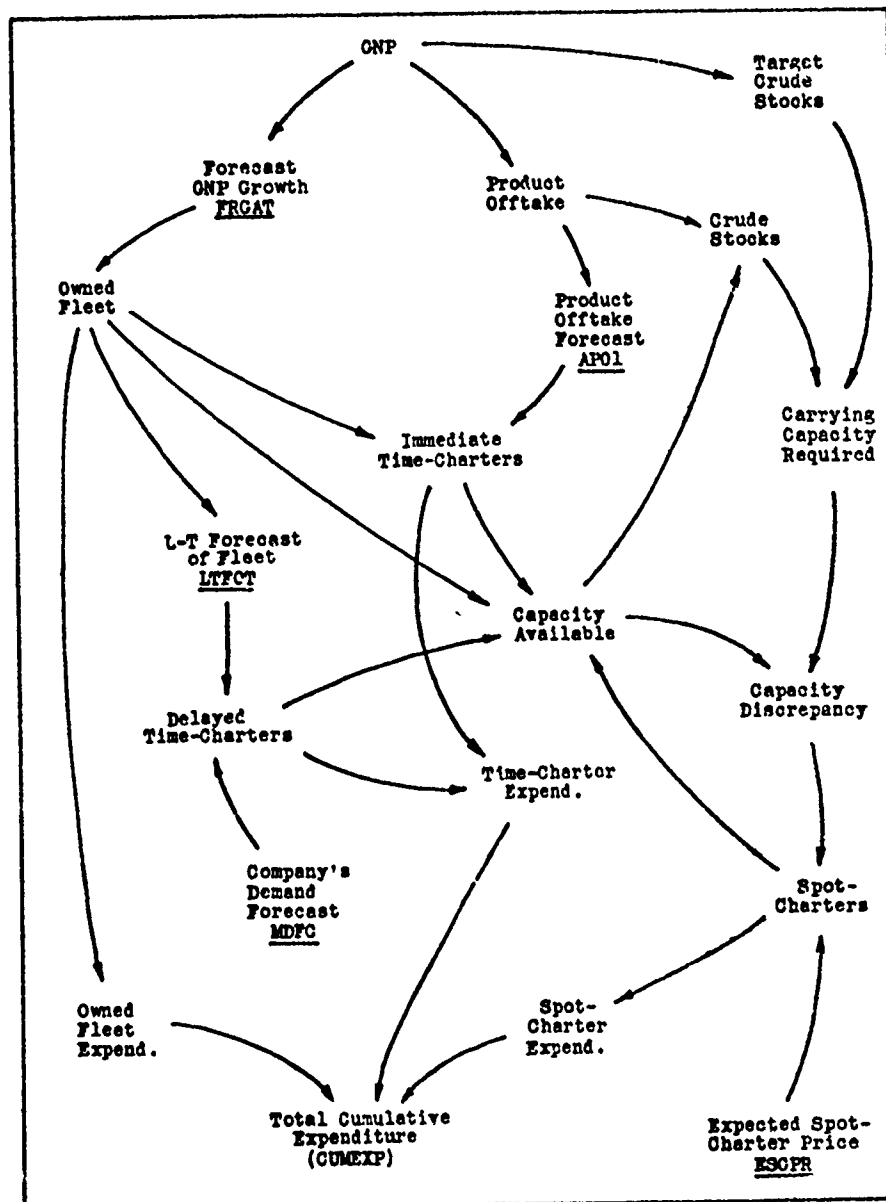 GNP
Target
Crude
Stocks
Forecast
GNP Growth
FRGAT
Product
Offtake
Crude
Stocks
Owned
Fleet
Product
Offtake
Forecast
APO1
Carrying
Capacity
Required
Immediate
Time-Charters
L-T Forecast
of Fleet
LTFCT
Capacity
Available
Capacity
Discrepancy
Delayed
Time-Charters
Time-Chartor
Expend.
Company's
Demand
Forecast
MDFC
Spot-
Charters
Owned
Fleet
Expend.
Spot-
Charter
Expend.
Total Cumulative
Expenditure
(CUMEXP)
Expected Spot-
Charter Price
ESCPR